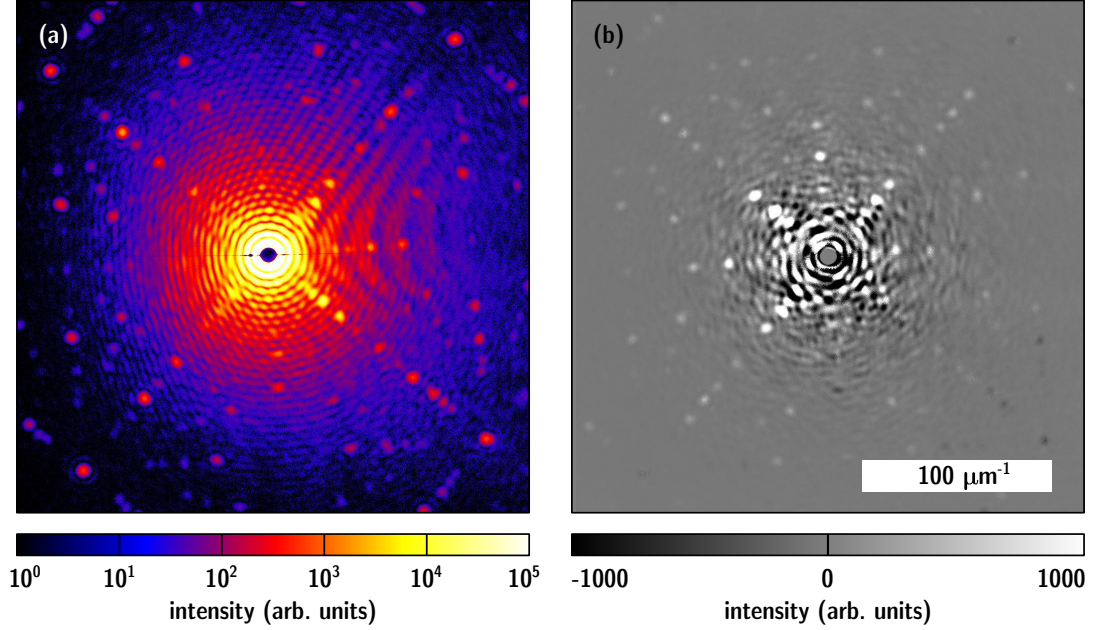 (a)
(b)
100 μm⁻¹
10⁰ 10¹ 10² 10³ 10⁴ 10⁵
intensity (arb. units)
-1000 0 1000
intensity (arb. units)